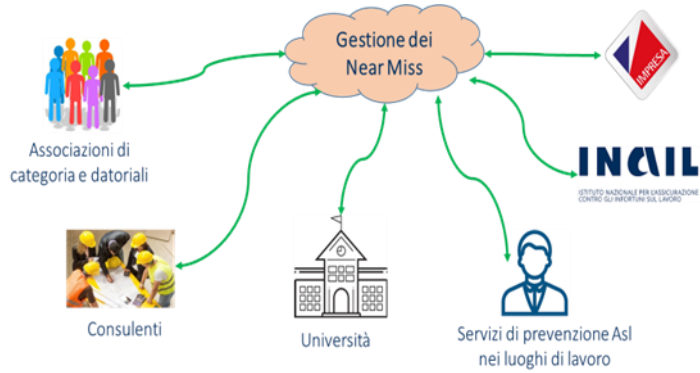 Gestione dei
Near Miss
IMPRESA
Associazioni di
categoria e datoriali
INAIL
ISTITUTO NAZIONALE PER L'ASSICURAZIONE
CONTRO GLI INFORTUNI SUL LAVORO
Consulenti
Università
Servizi di prevenzione Asl
nei luoghi di lavoro